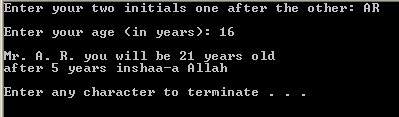 Enter your two initials one after the other: AR
Enter your age (in years): 16
Mr. A. R. you will be 21 years old
after 5 years inshaa-a Allah
Enter any character to terminate . . .